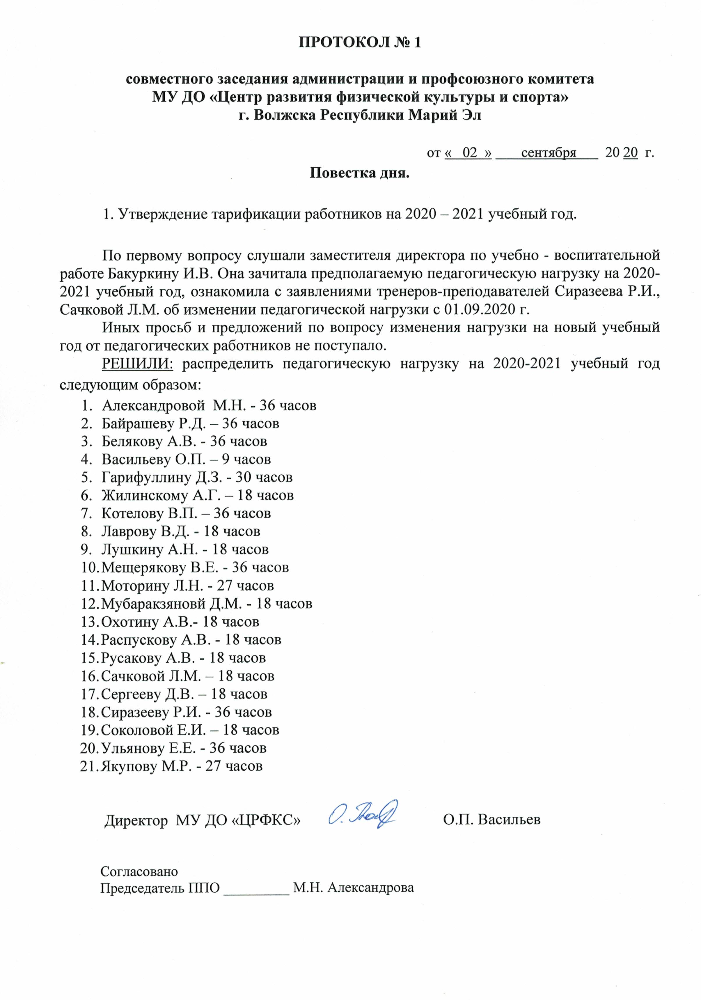 ПРОТОКОЛ № 1
совместного заседания администрации и профсоюзного комитета
МУ ДО «Центр развития физической культуры и спорта»
г. Волжска Республики Марий Эл
от « 02 » сентября 20 20 г.
Повестка дня.
1. Утверждение тарификации работников на 2020 – 2021 учебный год.
По первому вопросу слушали заместителя директора по учебно - воспитательной
работе Бакуркину И.В. Она зачитала предполагаемую педагогическую нагрузку на 2020-
2021 учебный год, ознакомила с заявлениями тренеров-преподавателей Сиразеева Р.И.,
Сачковой Л.М. об изменении педагогической нагрузки с 01.09.2020 г.
Иных просьб и предложений по вопросу изменения нагрузки на новый учебный
год от педагогических работников не поступало.
РЕШИЛИ: распределить педагогическую нагрузку на 2020-2021 учебный год
следующим образом:
1. Александровой М.Н. - 36 часов
2. Байрашеву Р.Д. – 36 часов
3. Белякову А.В. - 36 часов
4. Васильеву О.П. – 9 часов
5. Гарифуллину Д.З. - 30 часов
6. Жилинскому А.Г. – 18 часов
7. Котелову В.П. – 36 часов
8. Лаврову В.Д. - 18 часов
9. Лушкину А.Н. - 18 часов
10. Мещерякову В.Е. - 36 часов
11. Моторину Л.Н. - 27 часов
12. Мубаракзяновй Д.М. - 18 часов
13. Охотину А.В.- 18 часов
14. Распускову А.В. - 18 часов
15. Русакову А.В. - 18 часов
16. Сачковой Л.М. – 18 часов
17. Сергееву Д.В. – 18 часов
18. Сиразееву Р.И. - 36 часов
19. Соколовой Е.И. – 18 часов
20. Ульянову Е.Е. - 36 часов
21. Якупову М.Р. - 27 часов
Директор МУ ДО «ЦРФКС» О.П. Васильев
Согласовано
Председатель ППО _________ М.Н. Александрова